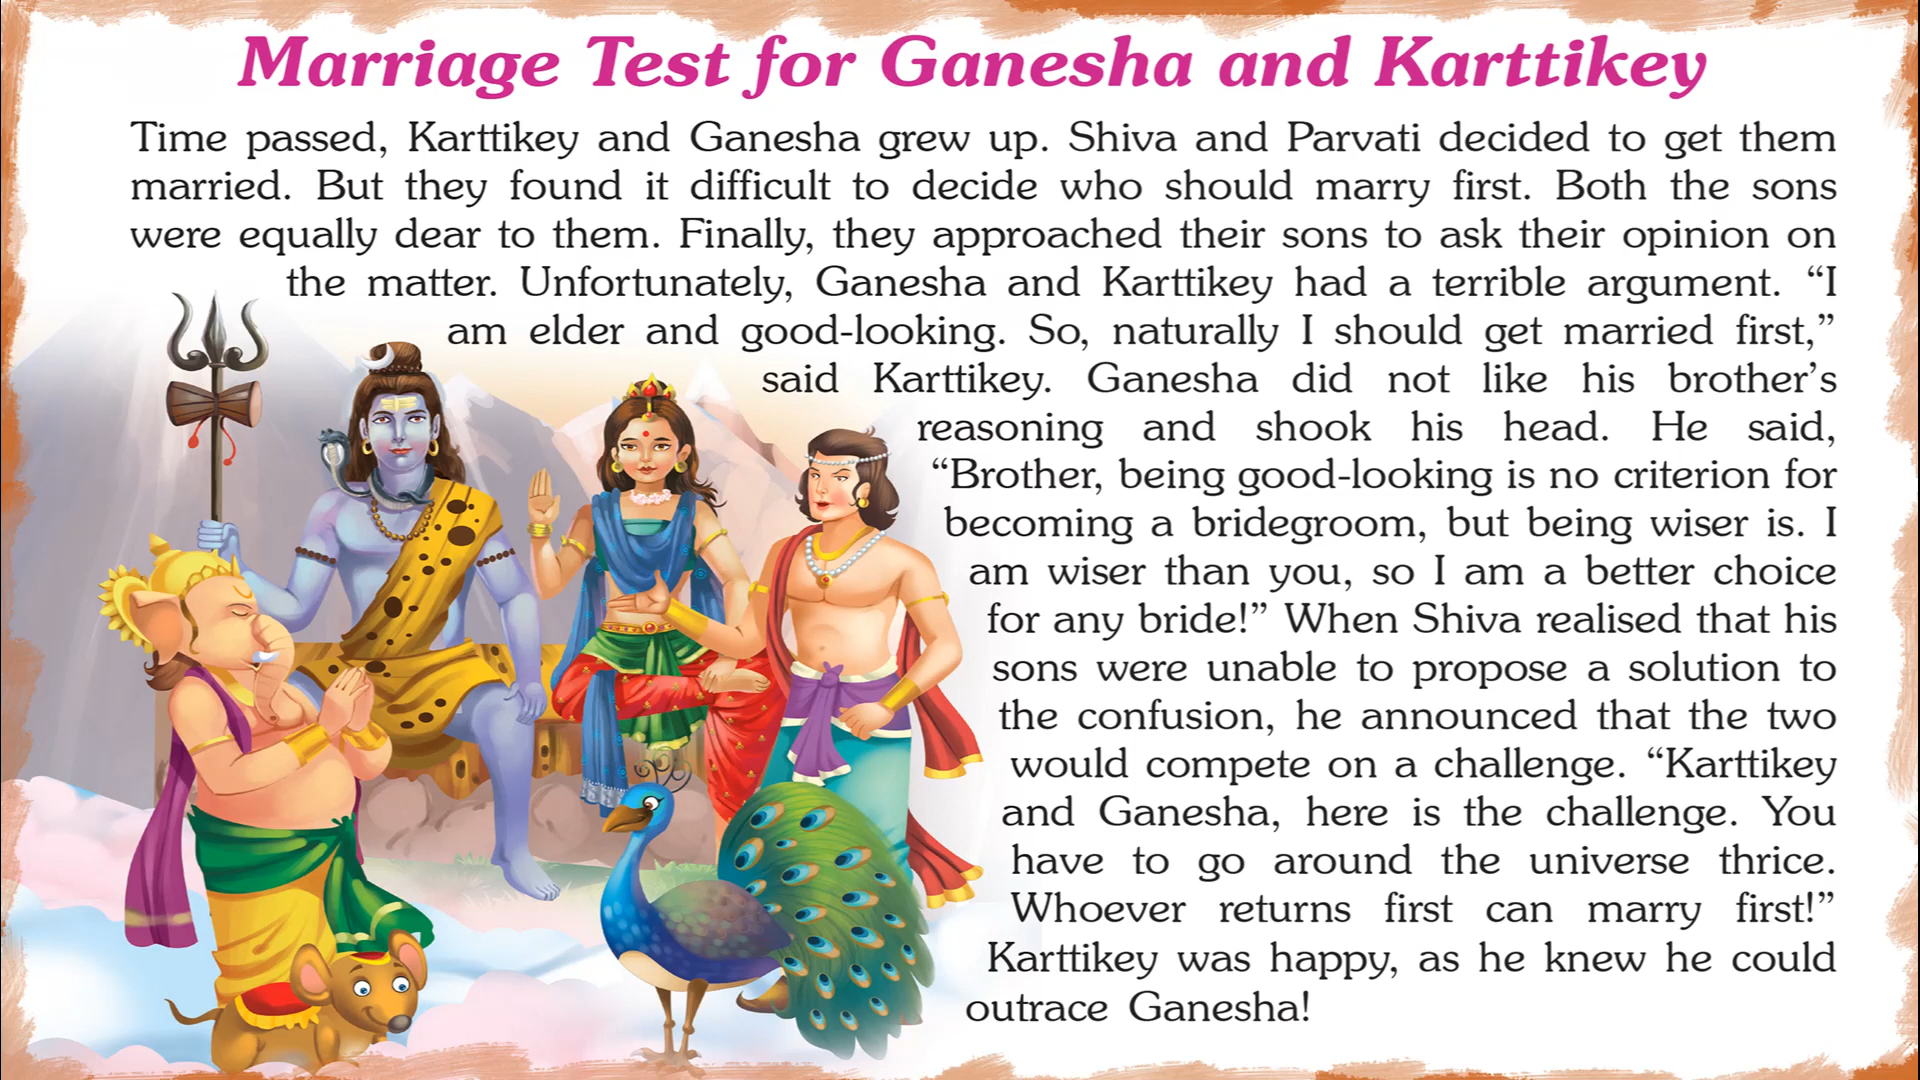 Marriage Test for Ganesha and Karttikey
Time passed, Karttikey and Ganesha grew up. Shiva and Parvati decided to get them
married. But they found it difficult to decide who should marry first. Both the sons
were equally dear to them. Finally, they approached their sons to ask their opinion on
the matter. Unfortunately, Ganesha and Karttikey had a terrible argument. “I
am elder and good-looking. So, naturally I should get married first,”
said Karttikey. Ganesha did not like his brother’s
reasoning and shook his head. He said,
“Brother, being good-looking is no criterion for
becoming a bridegroom, but being wiser is. I
am wiser than you, so I am a better choice
for any bride!” When Shiva realised that his
sons were unable to propose a solution to
the confusion, he announced that the two
would compete on a challenge. “Karttikey
and Ganesha, here is the challenge. You
have to go around the universe thrice.
Whoever returns first can marry first!”
Karttikey was happy, as he knew he could
outrace Ganesha!